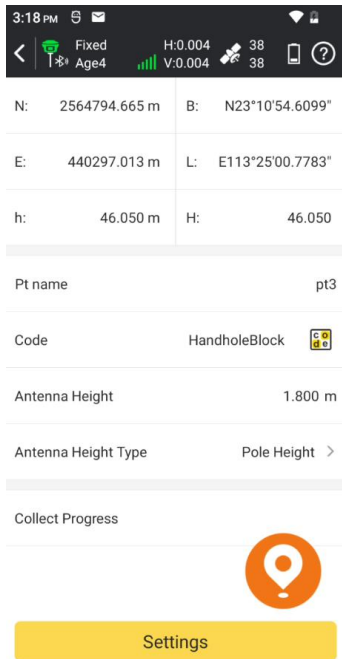 3:18 PM
Fixed H:0.004 38
Age4 V:0.004 38
N: 2564794.665 m B: N23°10'54.6099"
E: 440297.013 m L: E113°25'00.7783"
h: 46.050 m H: 46.050
Pt name pt3
Code HandholeBlock code
Antenna Height 1.800 m
Antenna Height Type Pole Height
Collect Progress
Settings